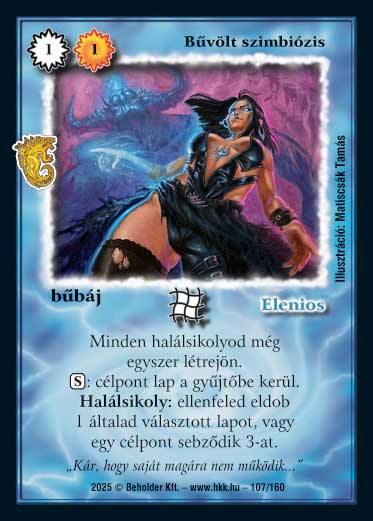 1 1 Bűvölt szimbiózis
Illusztráció: Matiscsák Tamás
bűbáj
Elenios
Minden halálsikolyod még
egyszer létrejön.
S: célpont lap a gyűjtőbe kerül.
Halálsikoly: ellenfeled eldob
1 általad választott lapot, vagy
egy célpont sebződik 3-at.
„Kár, hogy saját magára nem működik..."
2025 © Beholder Kft. – www.hkk.hu – 107/160